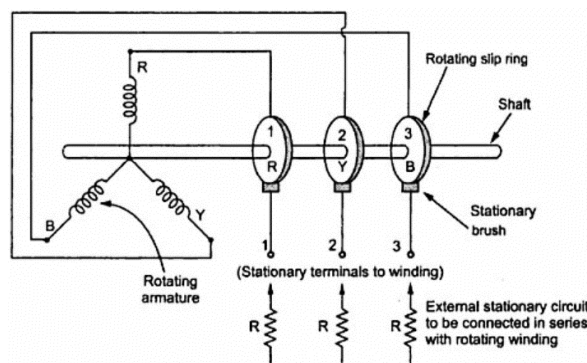 R
1
2
3
Rotating slip ring
Shaft
R
Y
B
B
Y
Stationary
brush
Rotating
armature
1
2
3
(Stationary terminals to winding)
R
R
R
External stationary circuit
to be connected in series
with rotating winding